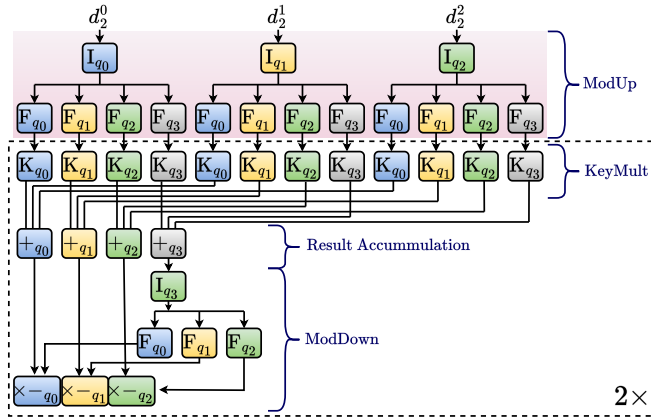 d_2^0 d_2^1 d_2^2
I_{q_0} I_{q_1} I_{q_2}
ModUp
F_{q_0} F_{q_1} F_{q_2} F_{q_3} F_{q_0} F_{q_1} F_{q_2} F_{q_3} F_{q_0} F_{q_1} F_{q_2} F_{q_3}
K_{q_0} K_{q_1} K_{q_2} K_{q_3} K_{q_0} K_{q_1} K_{q_2} K_{q_3} K_{q_0} K_{q_1} K_{q_2} K_{q_3}
KeyMult
+_{q_0} +_{q_1} +_{q_2} +_{q_3}
Result Accummulation
I_{q_3}
F_{q_0} F_{q_1} F_{q_2}
ModDown
×−_{q_0} ×−_{q_1} ×−_{q_2}
2×